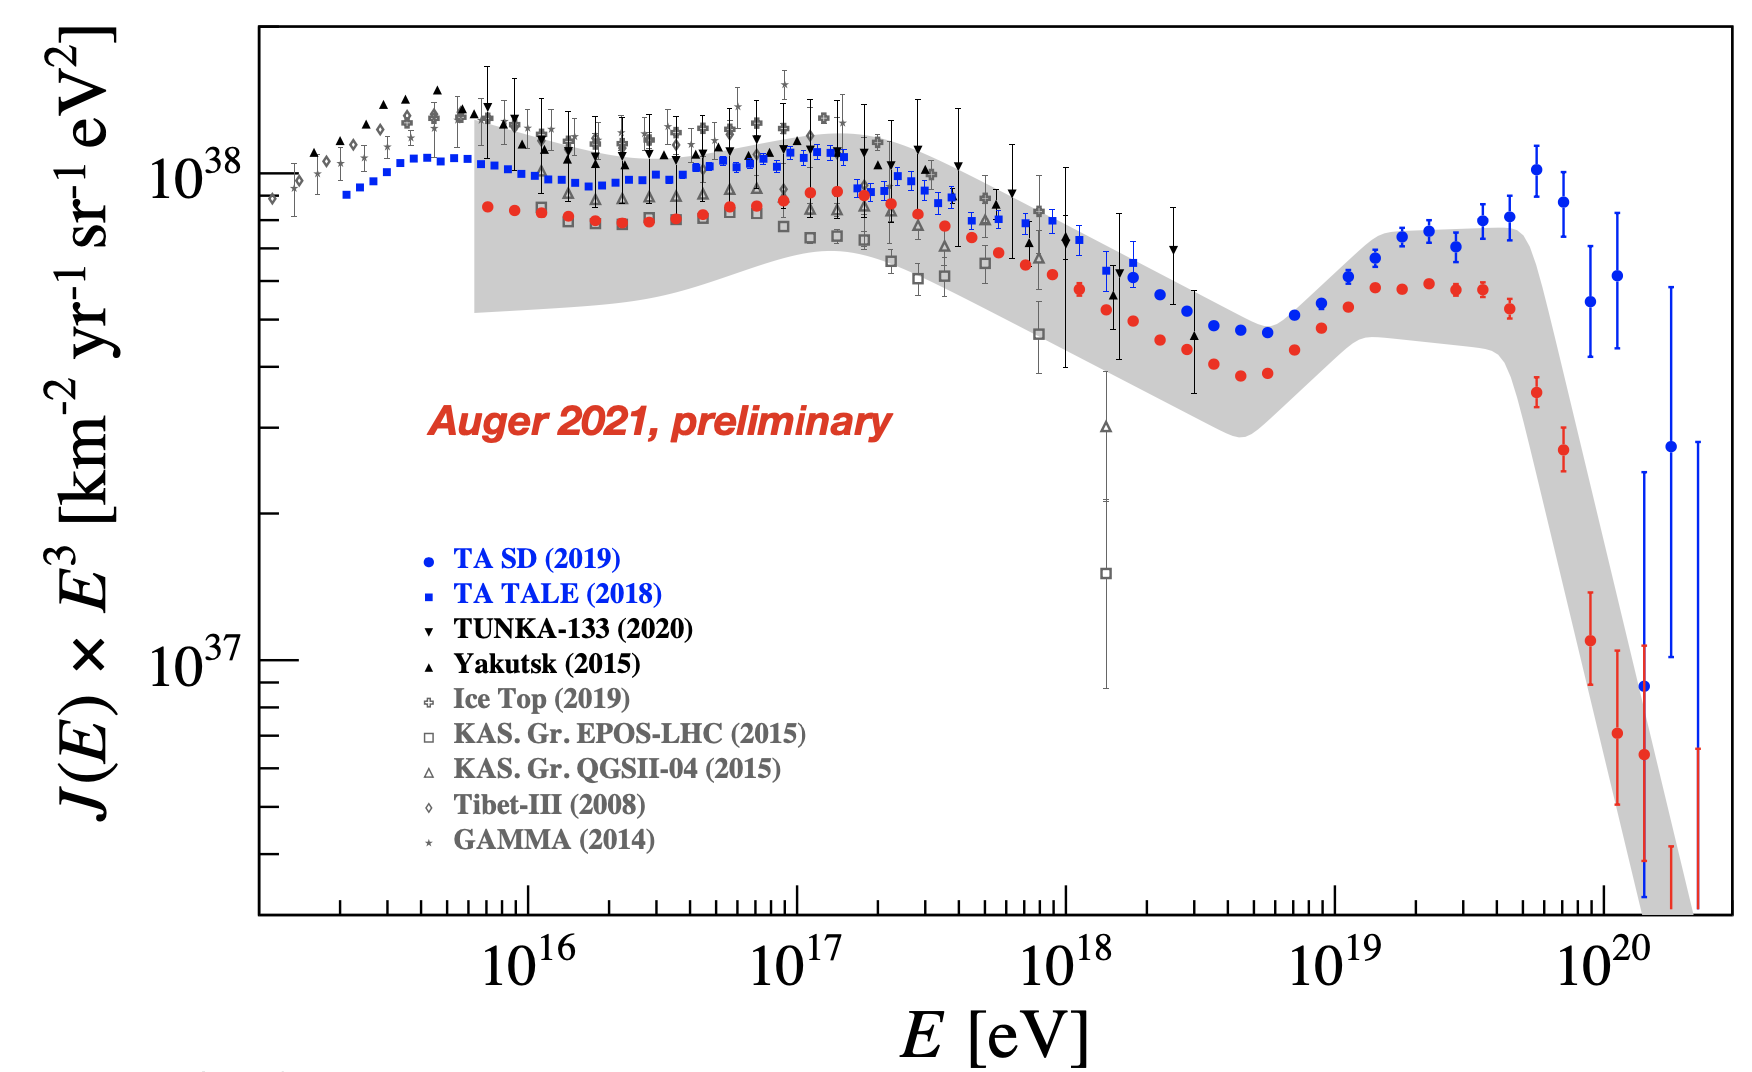 J(E) × E³ [km⁻² yr⁻¹ sr⁻¹ eV²]
10³⁸
10³⁷
Auger 2021, preliminary
TA SD (2019)
TA TALE (2018)
TUNKA-133 (2020)
Yakutsk (2015)
Ice Top (2019)
KAS. Gr. EPOS-LHC (2015)
KAS. Gr. QGSII-04 (2015)
Tibet-III (2008)
GAMMA (2014)
10¹⁶ 10¹⁷ 10¹⁸ 10¹⁹ 10²⁰
E [eV]